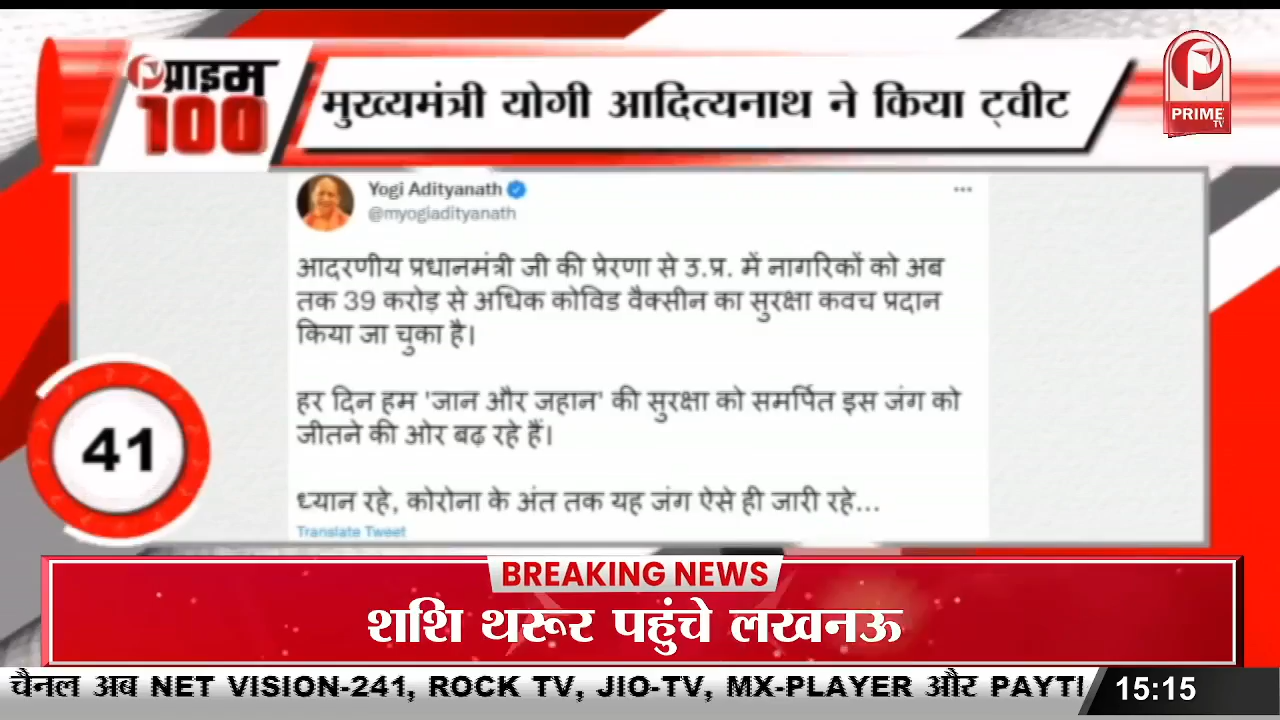 प्राइम
100
मुख्यमंत्री योगी आदित्यनाथ ने किया ट्वीट
PRIME
TV
Yogi Adityanath
@myogiadityanath
आदरणीय प्रधानमंत्री जी की प्रेरणा से उ.प्र. में नागरिकों को अब
तक 39 करोड़ से अधिक कोविड वैक्सीन का सुरक्षा कवच प्रदान
किया जा चुका है।
हर दिन हम 'जान और जहान' की सुरक्षा को समर्पित इस जंग को
जीतने की ओर बढ़ रहे हैं।
ध्यान रहे, कोरोना के अंत तक यह जंग ऐसे ही जारी रहे...
Translate Tweet
41
BREAKING NEWS
शशि थरूर पहुंचे लखनऊ
चैनल अब NET VISION-241, ROCK TV, JIO-TV, MX-PLAYER और PAYT
15:15